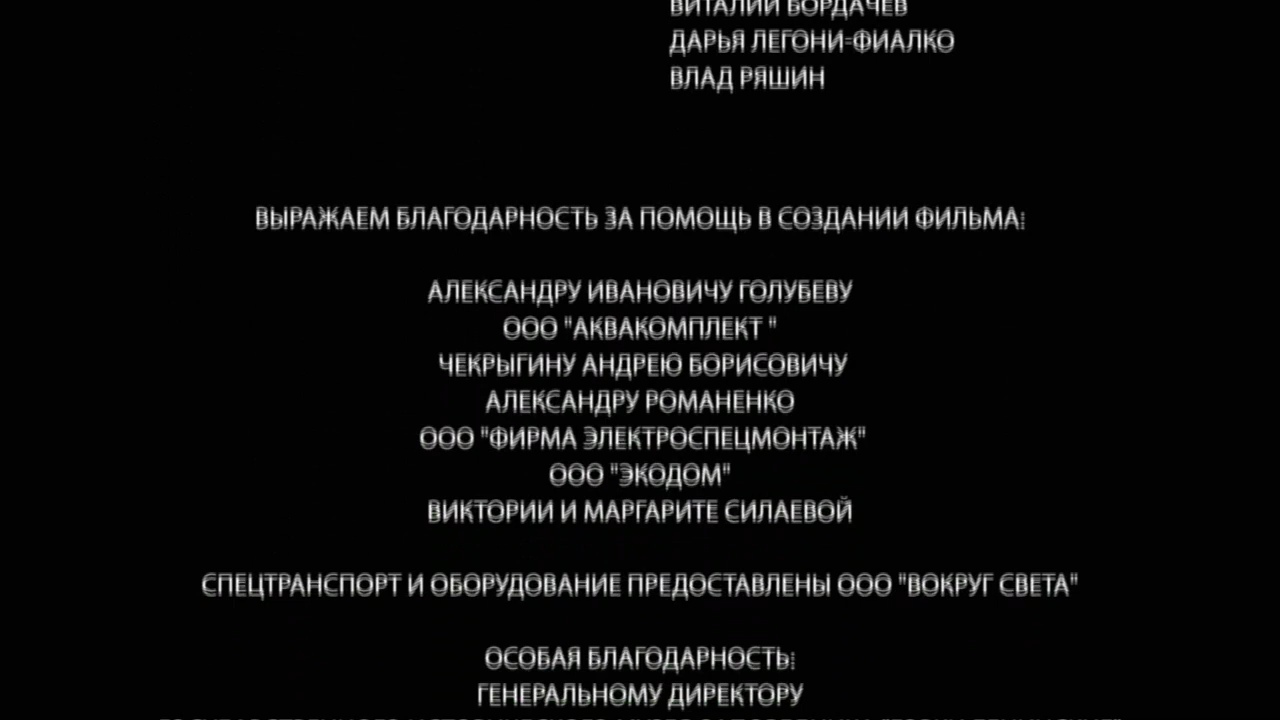 ВИТАЛИЙ БОРДАЧЕВ
ДАРЬЯ ЛЕГОНИ-ФИАЛКО
ВЛАД РЯШИН
ВЫРАЖАЕМ БЛАГОДАРНОСТЬ ЗА ПОМОЩЬ В СОЗДАНИИ ФИЛЬМА:
АЛЕКСАНДРУ ИВАНОВИЧУ ГОЛУБЕВУ
ООО "АКВАКОМПЛЕКТ "
ЧЕКРЫГИНУ АНДРЕЮ БОРИСОВИЧУ
АЛЕКСАНДРУ РОМАНЕНКО
ООО "ФИРМА ЭЛЕКТРОСПЕЦМОНТАЖ"
ООО "ЭКОДОМ"
ВИКТОРИИ И МАРГАРИТЕ СИЛАЕВОЙ
СПЕЦТРАНСПОРТ И ОБОРУДОВАНИЕ ПРЕДОСТАВЛЕНЫ ООО "ВОКРУГ СВЕТА"
ОСОБАЯ БЛАГОДАРНОСТЬ:
ГЕНЕРАЛЬНОМУ ДИРЕКТОРУ